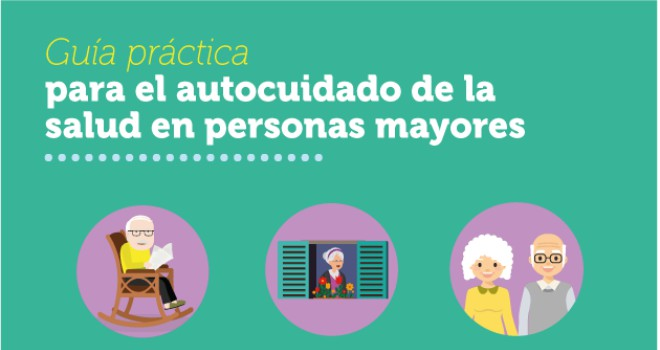 Guía práctica
para el autocuidado de la
salud en personas mayores